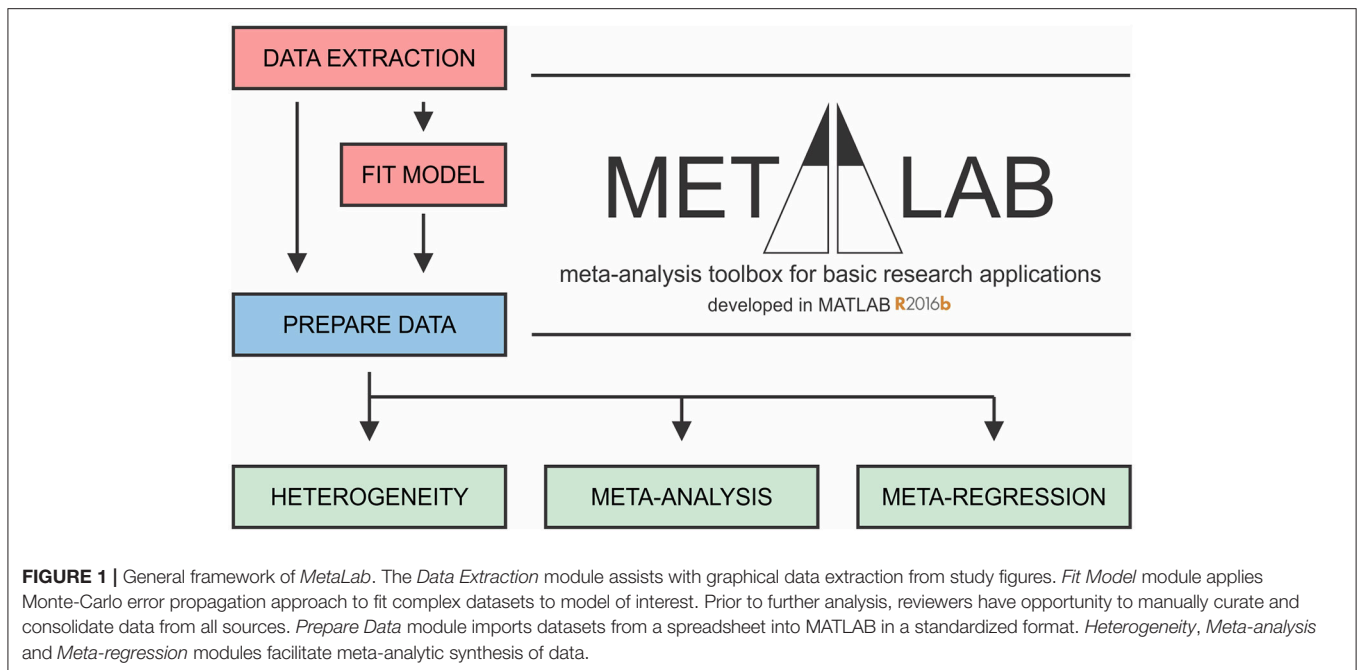 DATA EXTRACTION
FIT MODEL
MET LAB
meta-analysis toolbox for basic research applications
developed in MATLAB R2016b
PREPARE DATA
HETEROGENEITY
META-ANALYSIS
META-REGRESSION
FIGURE 1 | General framework of MetaLab. The Data Extraction module assists with graphical data extraction from study figures. Fit Model module applies
Monte-Carlo error propagation approach to fit complex datasets to model of interest. Prior to further analysis, reviewers have opportunity to manually curate and
consolidate data from all sources. Prepare Data module imports datasets from a spreadsheet into MATLAB in a standardized format. Heterogeneity, Meta-analysis
and Meta-regression modules facilitate meta-analytic synthesis of data.